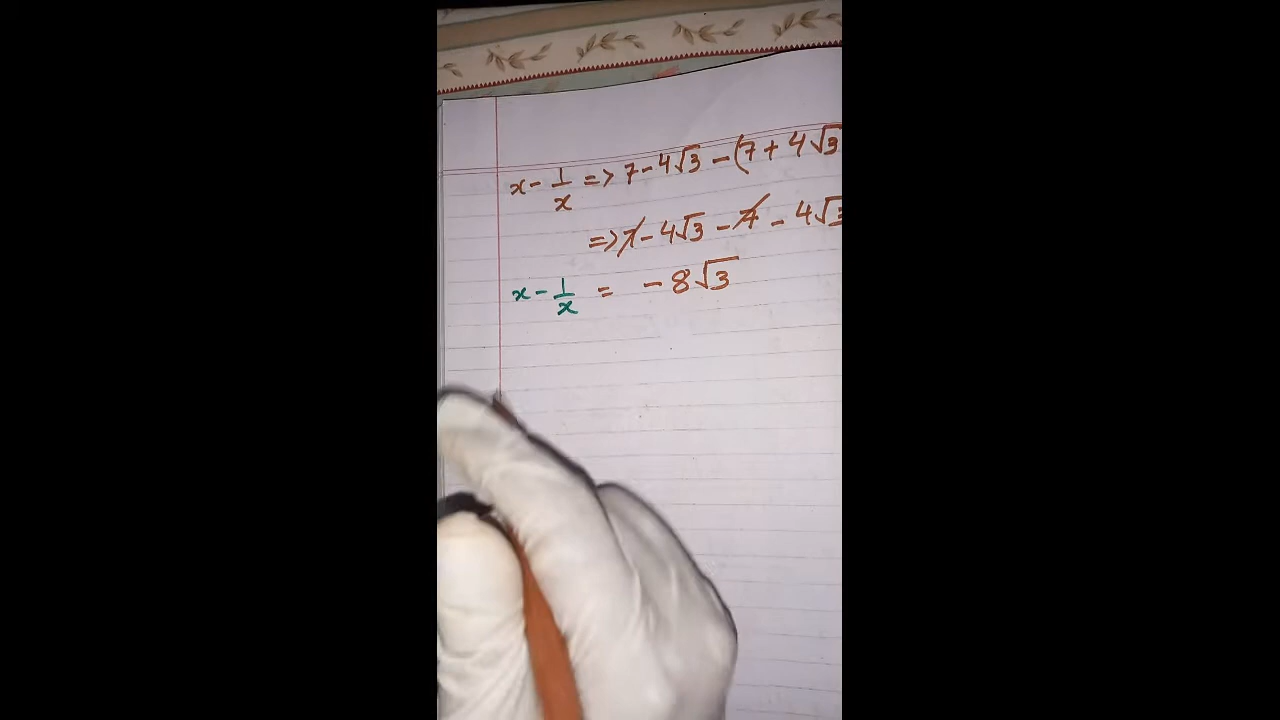 x - 1/x => 7 - 4√3 - (7 + 4√3
=> 7 - 4√3 - 7 - 4√3
x - 1/x = - 8√3